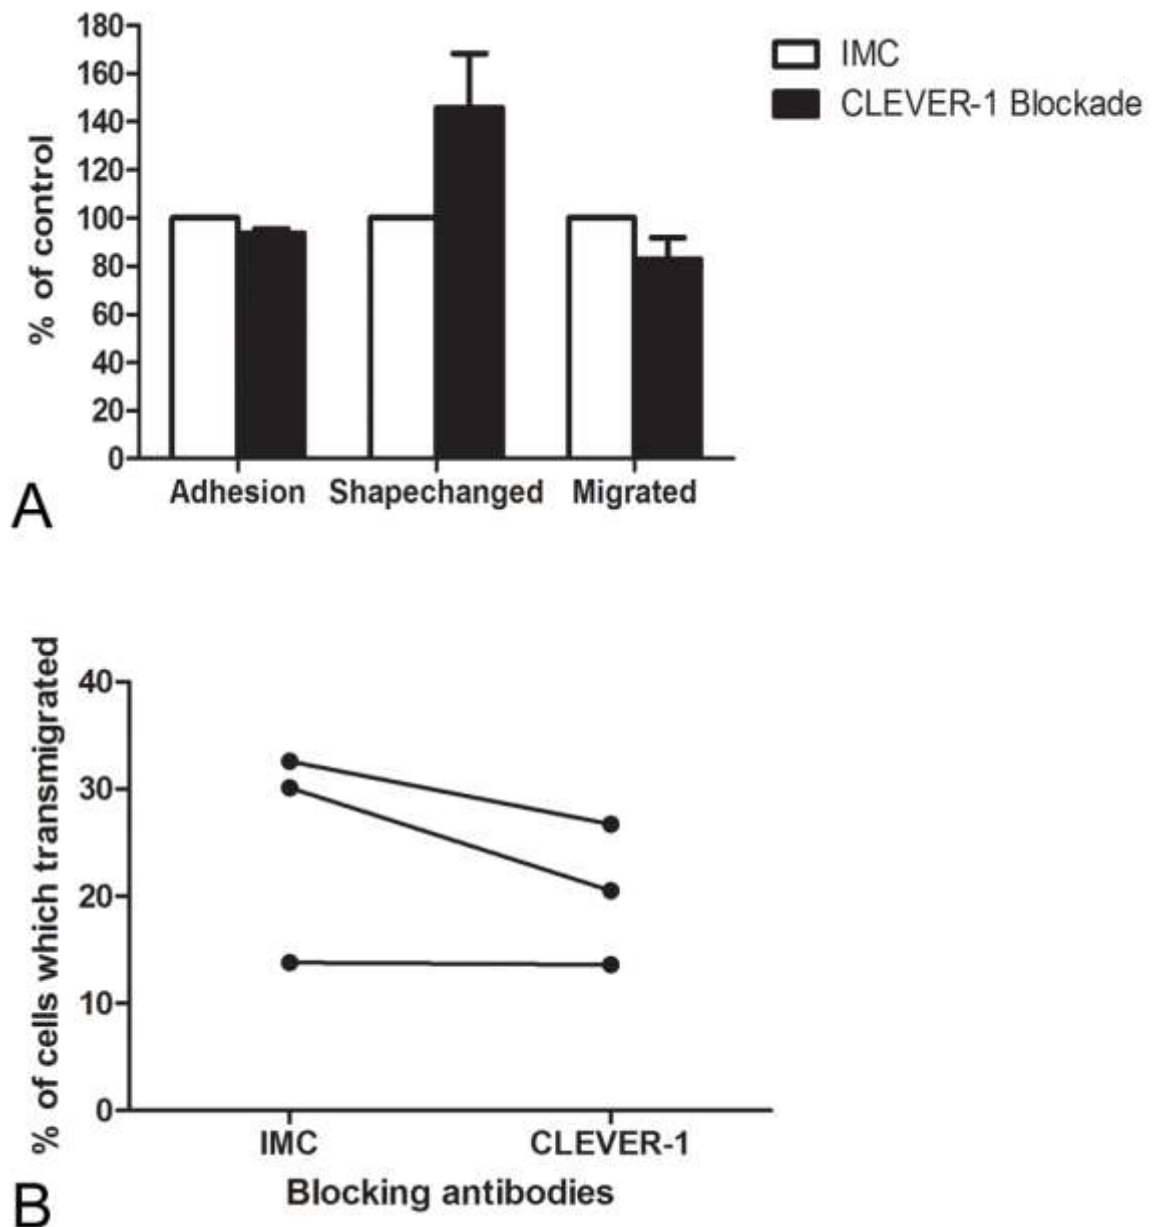 180
160
140
120
100
80
60
40
20
0
% of control
Adhesion Shapechanged Migrated
IMC
CLEVER-1 Blockade
A
40
30
20
10
0
% of cells which transmigrated
IMC CLEVER-1
Blocking antibodies
B